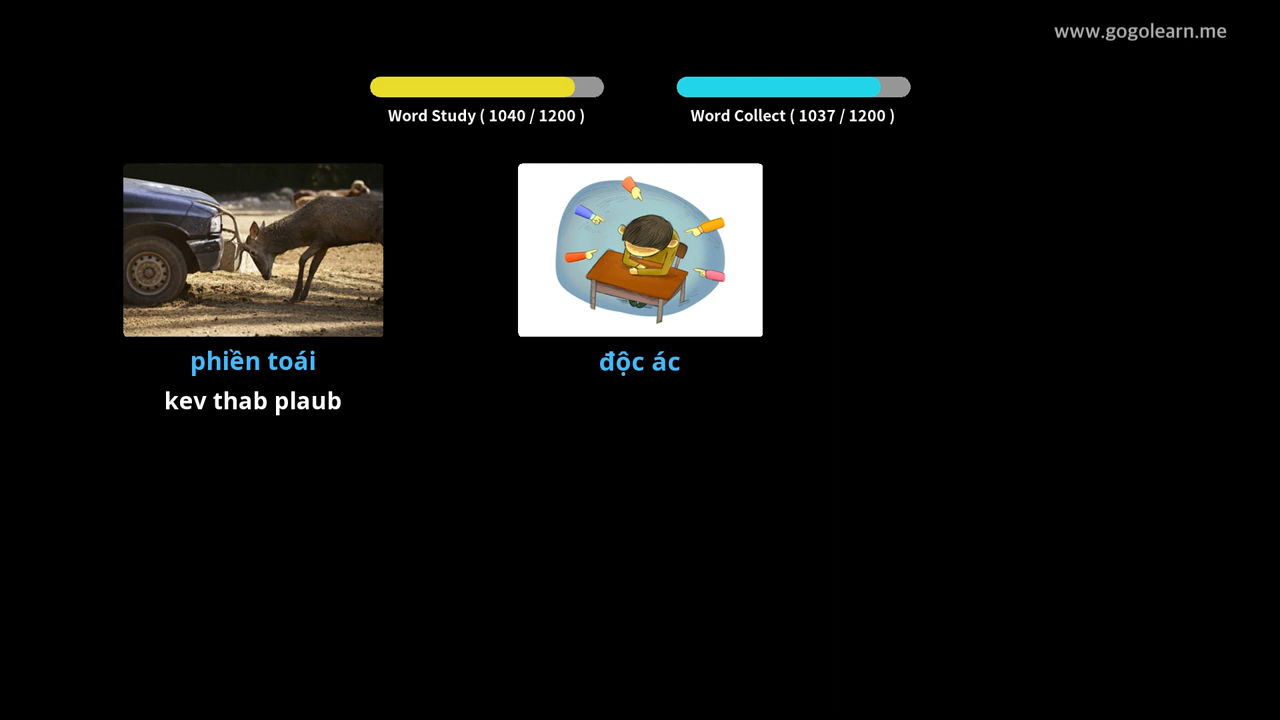 www.gogolearn.me
Word Study ( 1040 / 1200 )
Word Collect ( 1037 / 1200 )
phiền toái
kev thab plaub
độc ác